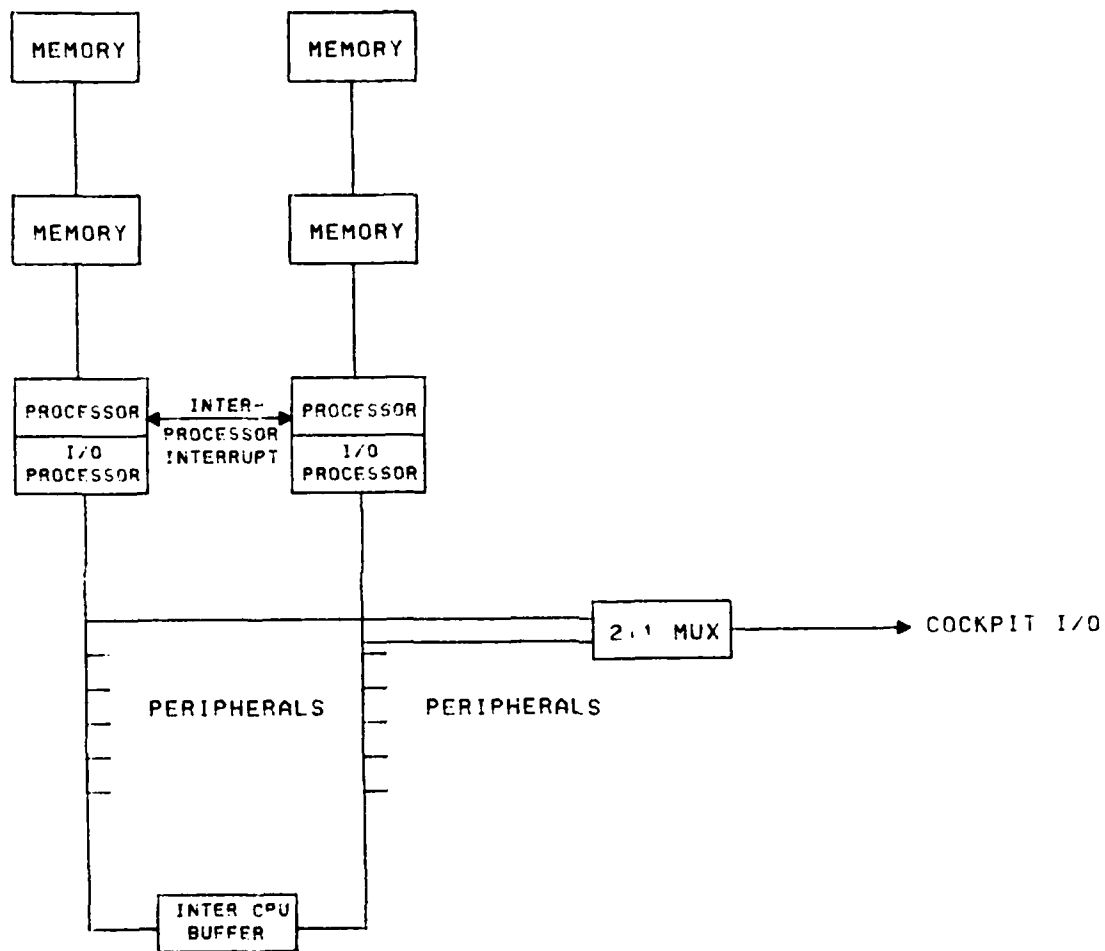 MEMORY
MEMORY
MEMORY
MEMORY
PROCESSOR
I/O
PROCESSOR
INTER-
PROCESSOR
INTERRUPT
PROCESSOR
I/O
PROCESSOR
2:1 MUX
COCKPIT I/O
PERIPHERALS
PERIPHERALS
INTER CPU
BUFFER